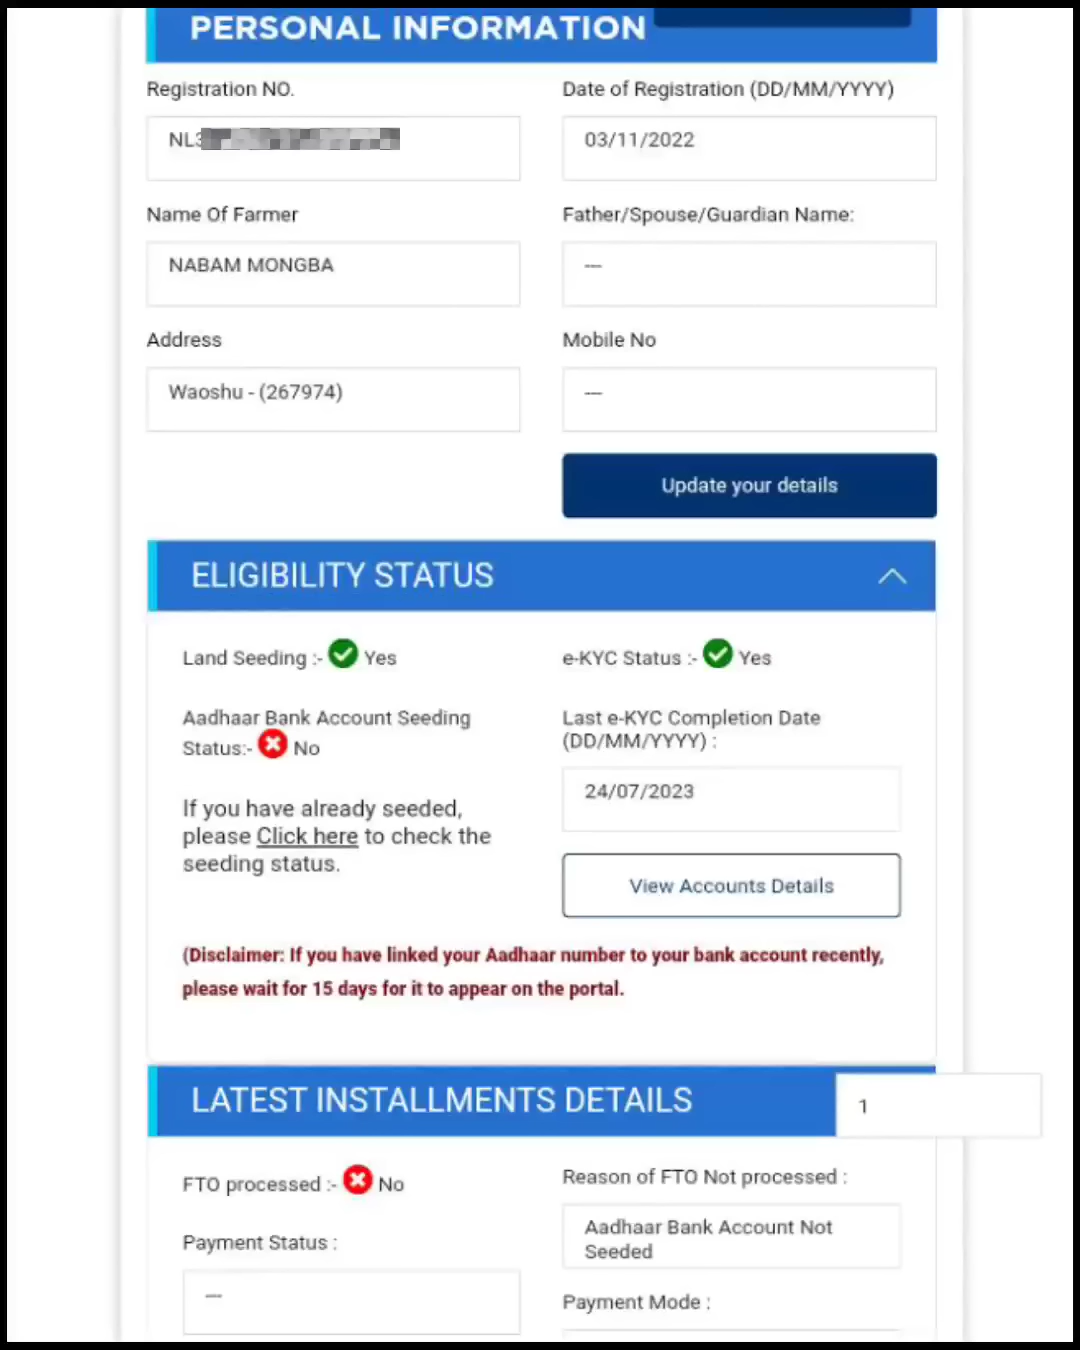 PERSONAL INFORMATION
Registration NO.
Date of Registration (DD/MM/YYYY)
NL3
03/11/2022
Name Of Farmer
Father/Spouse/Guardian Name:
NABAM MONGBA
---
Address
Mobile No
Waoshu - (267974)
---
Update your details
ELIGIBILITY STATUS
Land Seeding :- Yes
e-KYC Status :- Yes
Aadhaar Bank Account Seeding
Status:- No
Last e-KYC Completion Date
(DD/MM/YYYY) :
24/07/2023
If you have already seeded,
please Click here to check the
seeding status.
View Accounts Details
(Disclaimer: If you have linked your Aadhaar number to your bank account recently,
please wait for 15 days for it to appear on the portal.
LATEST INSTALLMENTS DETAILS
1
FTO processed :- No
Reason of FTO Not processed :
Aadhaar Bank Account Not
Seeded
Payment Status :
---
Payment Mode :